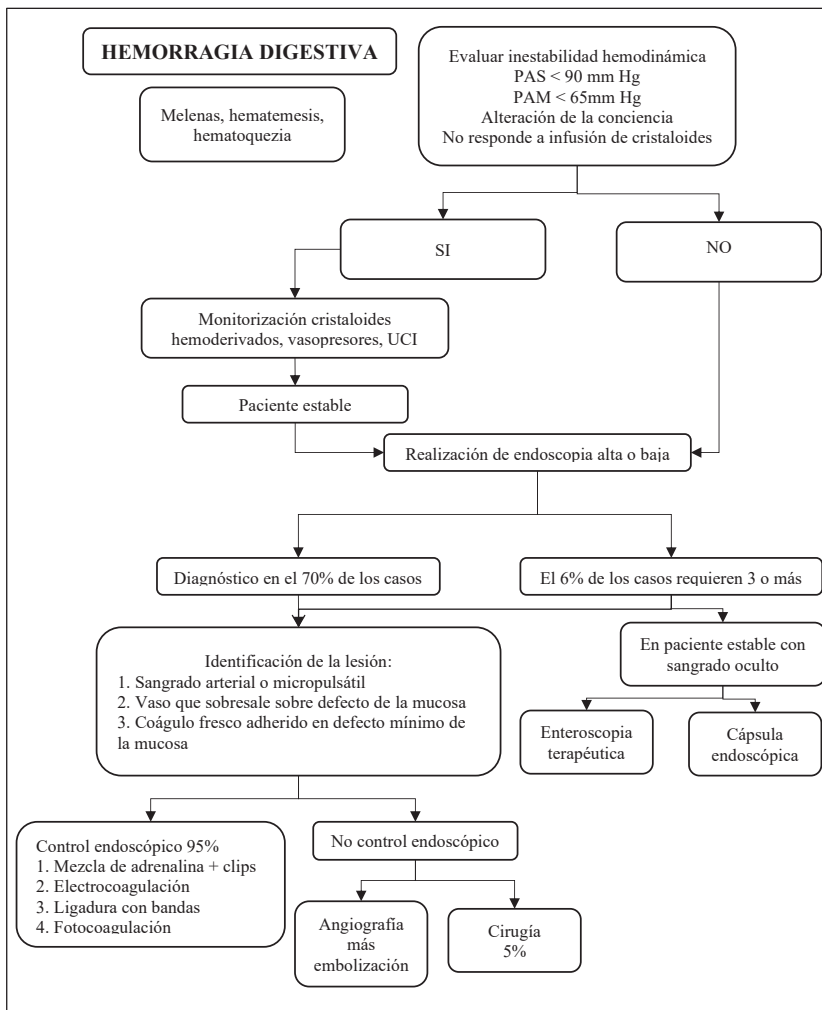 HEMORRAGIA DIGESTIVA
Melenas, hematemesis,
hematoquezia
Evaluar inestabilidad hemodinámica
PAS < 90 mm Hg
PAM < 65mm Hg
Alteración de la conciencia
No responde a infusión de cristaloides
SI
NO
Monitorización cristaloides
hemoderivados, vasopresores, UCI
Paciente estable
Realización de endoscopia alta o baja
Diagnóstico en el 70% de los casos
El 6% de los casos requieren 3 o más
Identificación de la lesión:
1. Sangrado arterial o micropulsátil
2. Vaso que sobresale sobre defecto de la mucosa
3. Coágulo fresco adherido en defecto mínimo de
la mucosa
En paciente estable con
sangrado oculto
Enteroscopia
terapéutica
Cápsula
endoscópica
Control endoscópico 95%
1. Mezcla de adrenalina + clips
2. Electrocoagulación
3. Ligadura con bandas
4. Fotocoagulación
No control endoscópico
Angiografía
más
embolización
Cirugía
5%